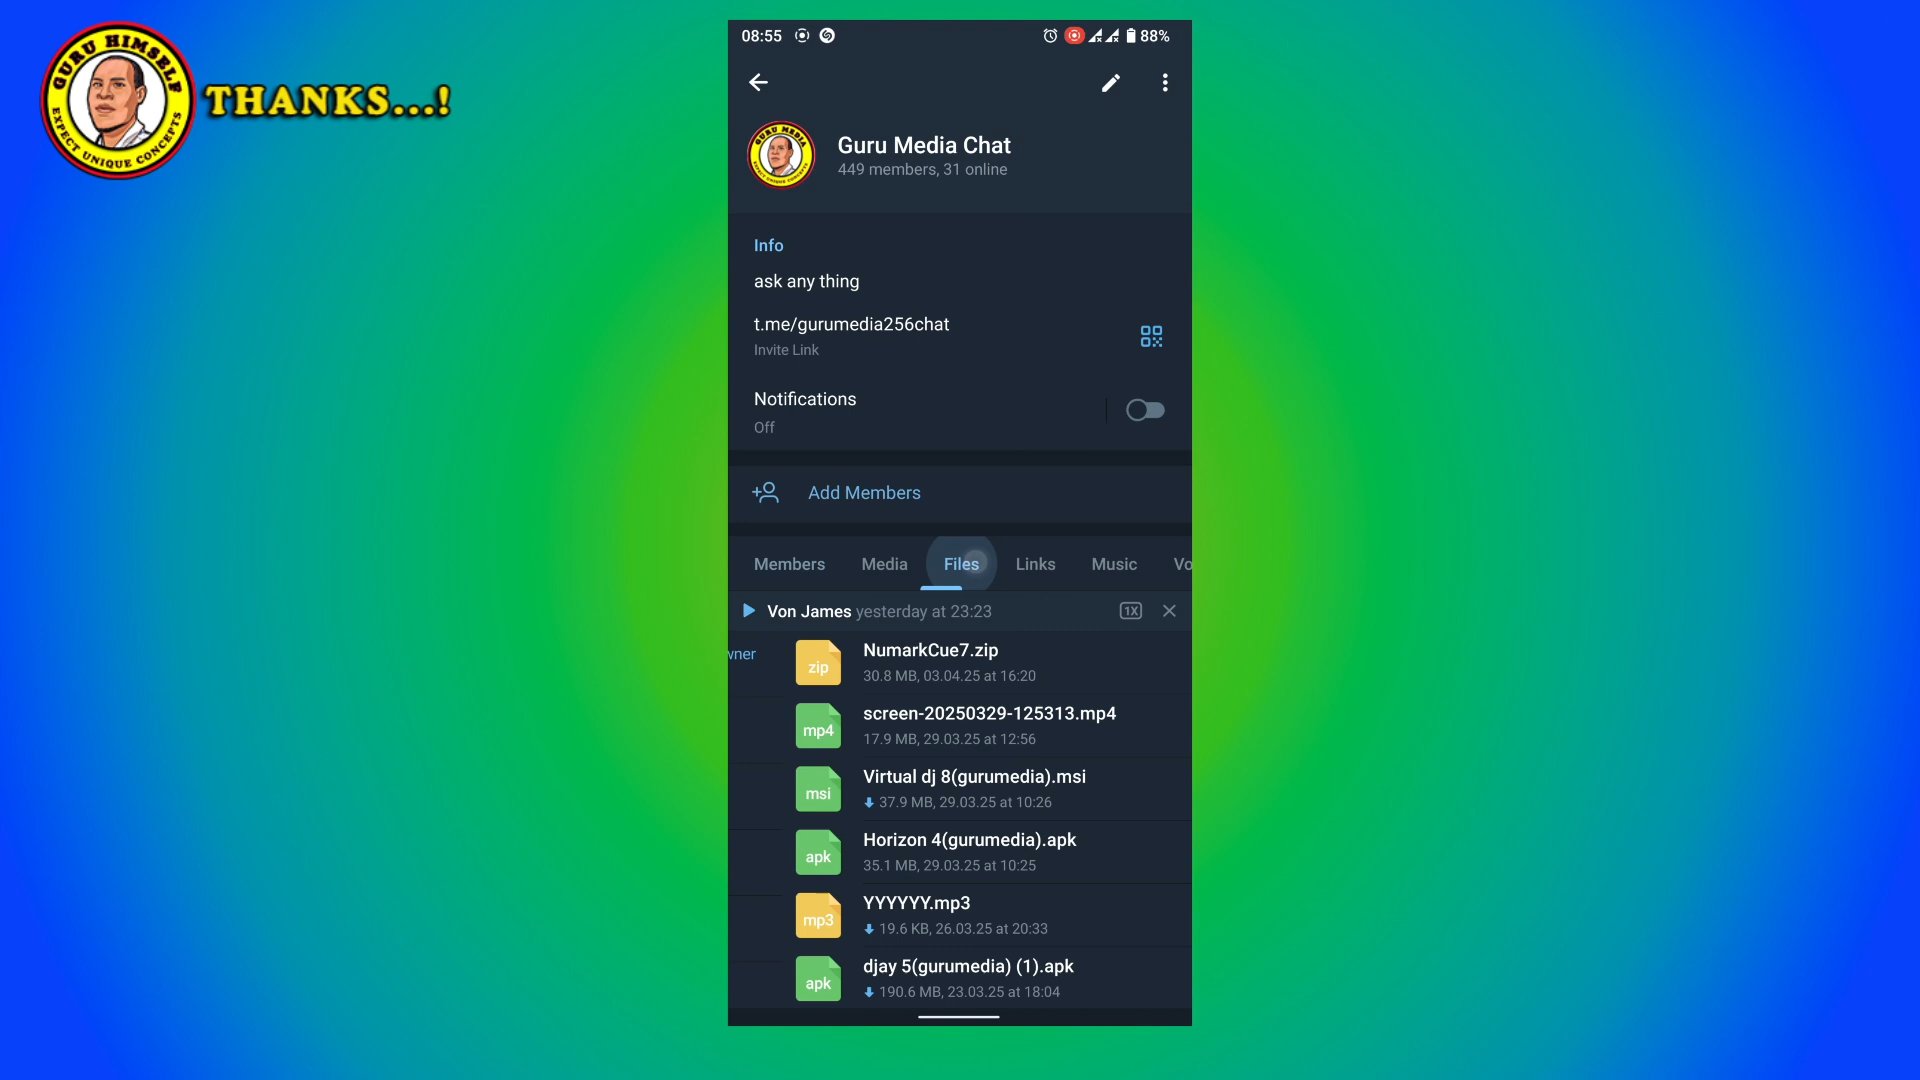 GURU HIMSELF
EXPECT UNIQUE CONCEPTS
THANKS...!
08:55
88%
GURU MEDIA
EXPECT UNIQUE CONCEPTS
Guru Media Chat
449 members, 31 online
Info
ask any thing
t.me/gurumedia256chat
Invite Link
Notifications
Off
Add Members
Members Media Files Links Music Vo
Von James yesterday at 23:23 1X
wner
zip NumarkCue7.zip
30.8 MB, 03.04.25 at 16:20
mp4 screen-20250329-125313.mp4
17.9 MB, 29.03.25 at 12:56
msi Virtual dj 8(gurumedia).msi
37.9 MB, 29.03.25 at 10:26
apk Horizon 4(gurumedia).apk
35.1 MB, 29.03.25 at 10:25
mp3 YYYYYY.mp3
19.6 KB, 26.03.25 at 20:33
apk djay 5(gurumedia) (1).apk
190.6 MB, 23.03.25 at 18:04